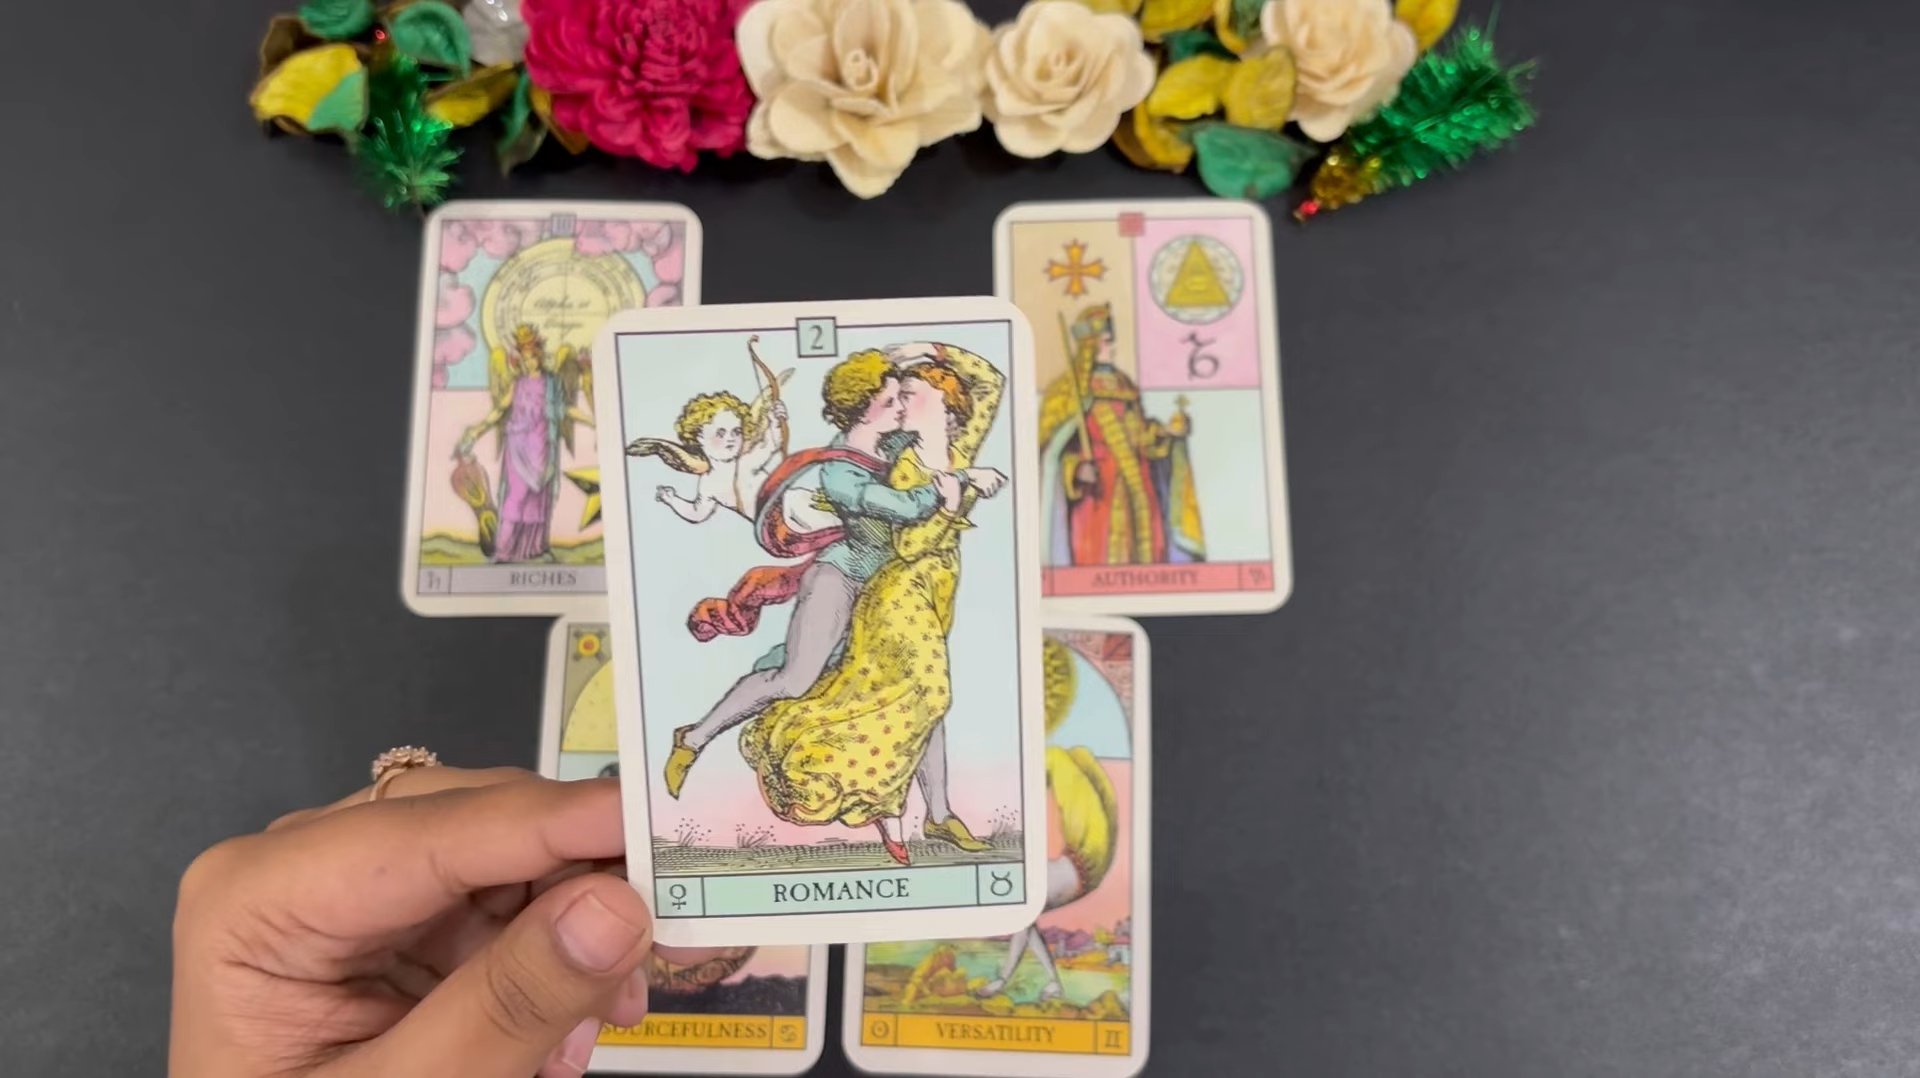 RICHES
AUTHORITY
2
ROMANCE
SOURCEFULNESS
VERSATILITY